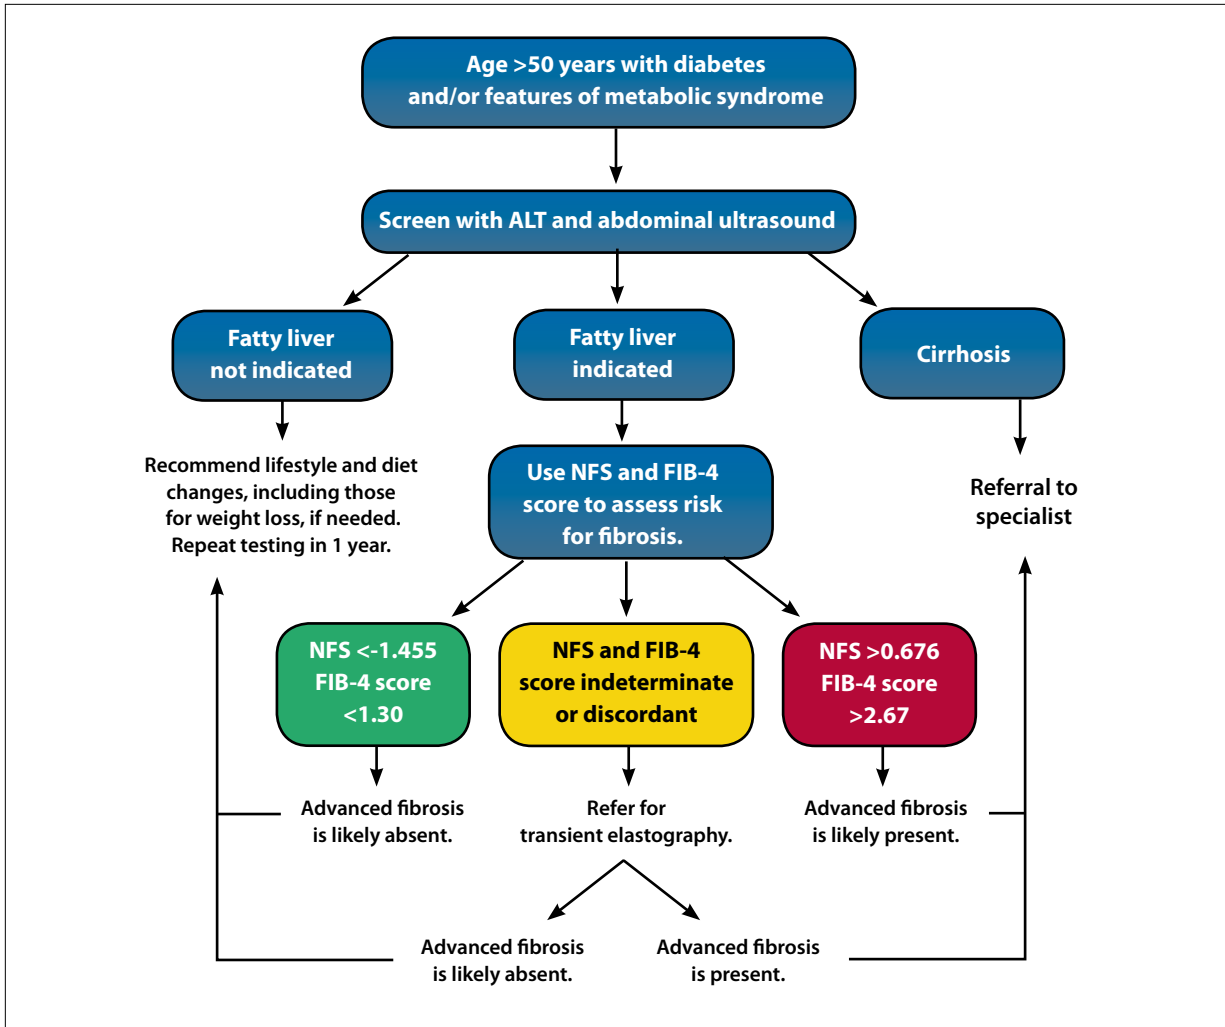 Age >50 years with diabetes
and/or features of metabolic syndrome
Screen with ALT and abdominal ultrasound
Fatty liver
not indicated
Fatty liver
indicated
Cirrhosis
Recommend lifestyle and diet
changes, including those
for weight loss, if needed.
Repeat testing in 1 year.
Use NFS and FIB-4
score to assess risk
for fibrosis.
Referral to
specialist
NFS <-1.455
FIB-4 score
<1.30
NFS and FIB-4
score indeterminate
or discordant
NFS >0.676
FIB-4 score
>2.67
Advanced fibrosis
is likely absent.
Refer for
transient elastography.
Advanced fibrosis
is likely present.
Advanced fibrosis
is likely absent.
Advanced fibrosis
is present.